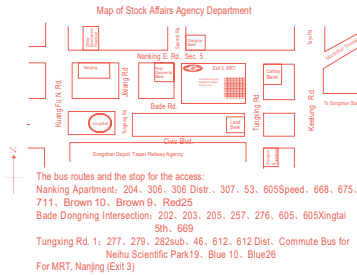 Map of Stock Affairs Agency Department
Nanking E. Rd., Sec. 5
Exit 2, MRT
Cathay
Bank
KuangFu N. Rd.
Jeliang Rd
Bade Rd.
Tungxing Rd
Keelung Rd.
To Songshan Sta
Land
Bank
Civic Blvd.
Songshan Depot, Taipei Railway Agency
The bus routes and the stop for the access:
Nanking Apartment：204、306、306 Distr.、307、53、605Speed、668、675、
711、Brown 10、Brown 9、Red25
Bade Dongning Intersection：202、203、205、257、276、605、605Xingtai
5th、669
Tungxing Rd. 1：277、279、282sub、46、612、612 Dist、Commute Bus for
Neihu Scientific Park19、Blue 10、Blue26
For MRT, Nanjing (Exit 3)